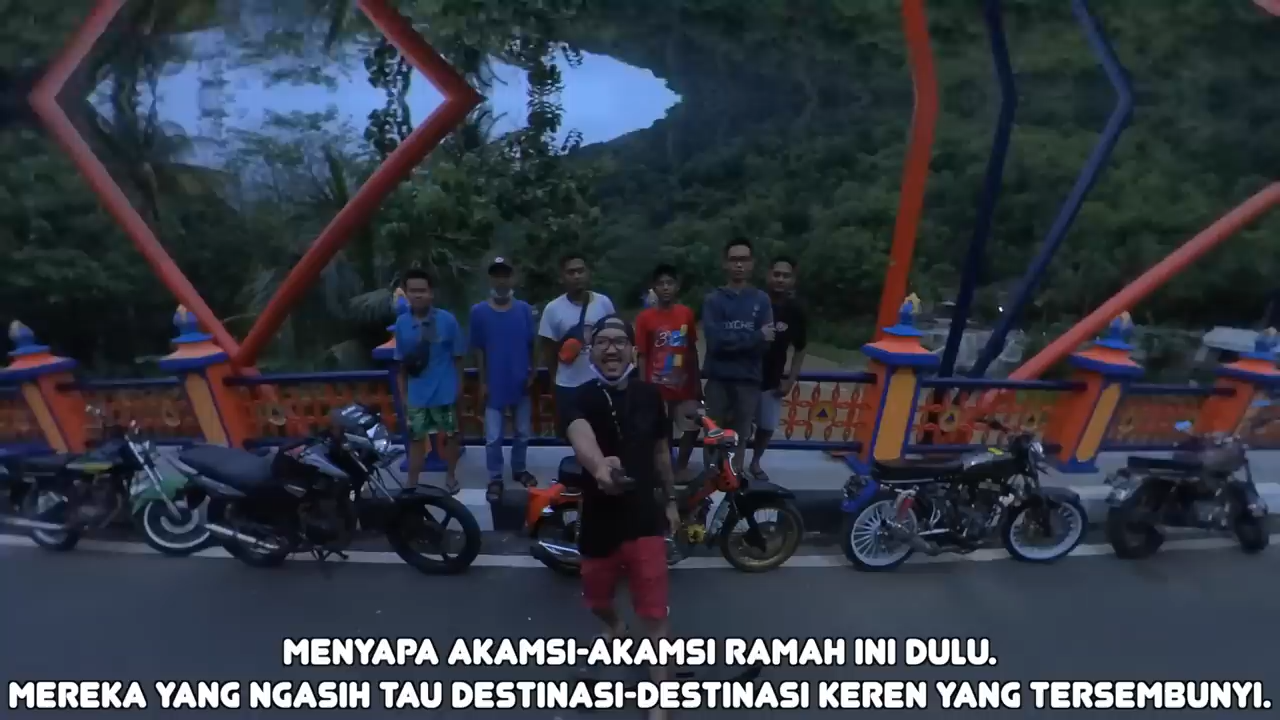 MENYAPA AKAMSI-AKAMSI RAMAH INI DULU.
MEREKA YANG NGASIH TAU DESTINASI-DESTINASI KEREN YANG TERSEMBUNYI.